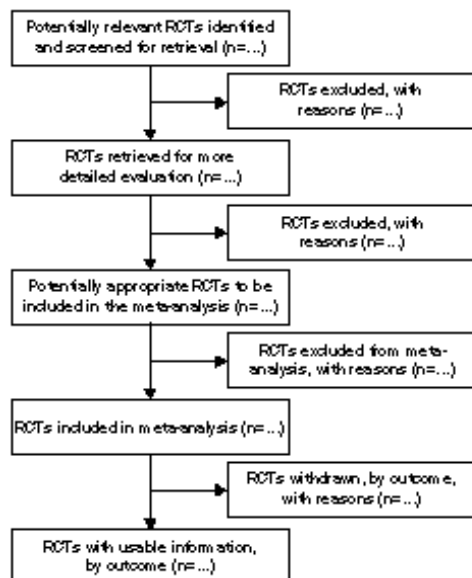 Potentially relevant RCTs identified
and screened for retrieval (n=...)
RCTs excluded, with
reasons (n=...)
RCTs retrieved for more
detailed evaluation (n=...)
RCTs excluded, with
reasons (n=...)
Potentially appropriate RCTs to be
included in the meta-analysis (n=...)
RCTs excluded from meta-
analysis, with reasons (n=...)
RCTs included in meta-analysis (n=...)
RCTs withdrawn, by outcome,
with reasons (n=...)
RCTs with usable information,
by outcome (n=...)